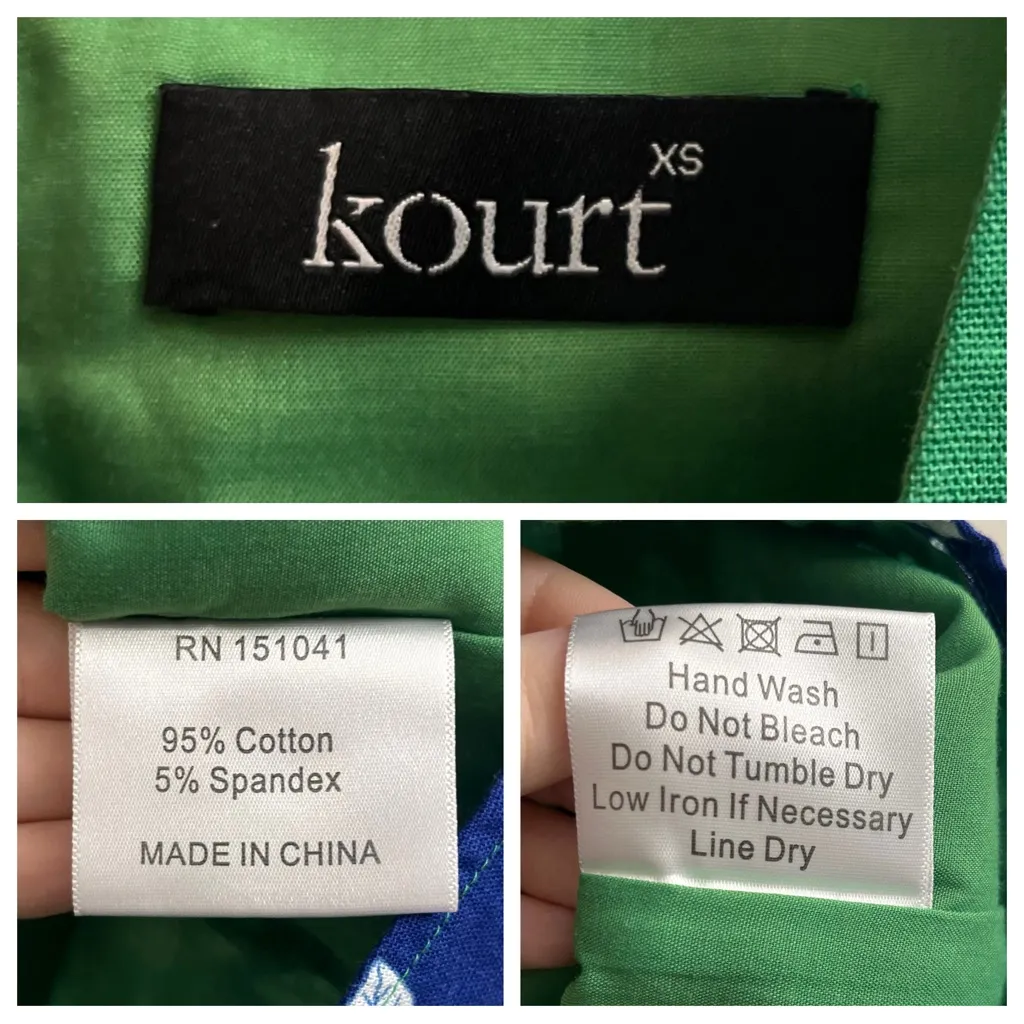 kourt XS
RN 151041
95% Cotton
5% Spandex
MADE IN CHINA
Hand Wash
Do Not Bleach
Do Not Tumble Dry
Low Iron If Necessary
Line Dry